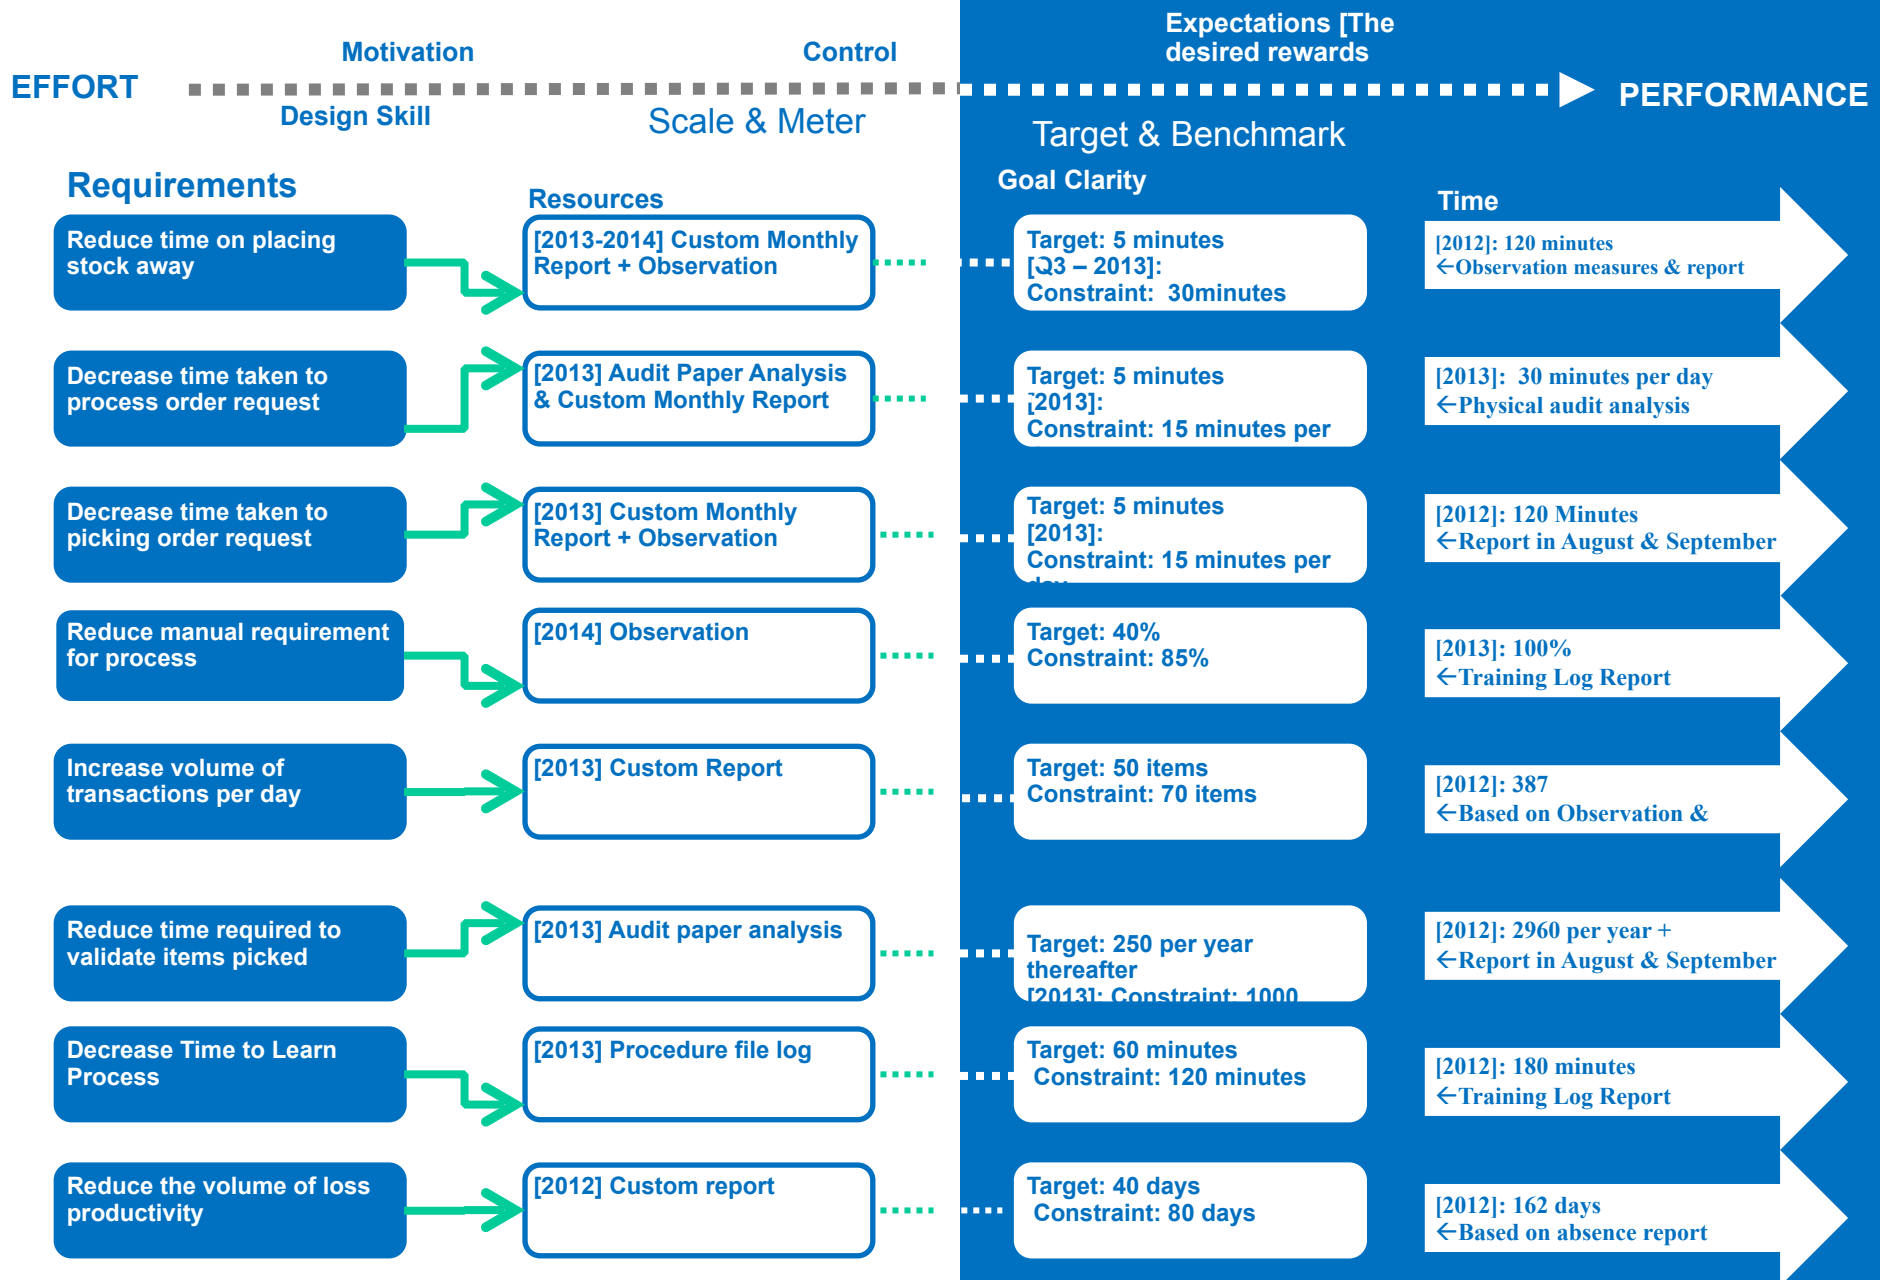 Expectations [The
desired rewards
Motivation
Control
EFFORT
PERFORMANCE
Design Skill
Scale & Meter
Target & Benchmark
Requirements
Resources
Goal Clarity
Time
Reduce time on placing
stock away
[2013-2014] Custom Monthly
Report + Observation
Target: 5 minutes
[Q3 – 2013]:
Constraint:  30minutes
[2012]: 120 minutes
←Observation measures & report
Decrease time taken to
process order request
[2013] Audit Paper Analysis
& Custom Monthly Report
Target: 5 minutes
[2013]:
Constraint: 15 minutes per
[2013]:  30 minutes per day
←Physical audit analysis
Decrease time taken to
picking order request
[2013] Custom Monthly
Report + Observation
Target: 5 minutes
[2013]:
Constraint: 15 minutes per
day
[2012]: 120 Minutes
←Report in August & September
Reduce manual requirement
for process
[2014] Observation
Target: 40%
Constraint: 85%
[2013]: 100%
←Training Log Report
Increase volume of
transactions per day
[2013] Custom Report
Target: 50 items
Constraint: 70 items
[2012]: 387
←Based on Observation &
Reduce time required to
validate items picked
[2013] Audit paper analysis
Target: 250 per year
thereafter
[2013]: Constraint: 1000
[2012]: 2960 per year +
←Report in August & September
Decrease Time to Learn
Process
[2013] Procedure file log
Target: 60 minutes
Constraint: 120 minutes
[2012]: 180 minutes
←Training Log Report
Reduce the volume of loss
productivity
[2012] Custom report
Target: 40 days
Constraint: 80 days
[2012]: 162 days
←Based on absence report